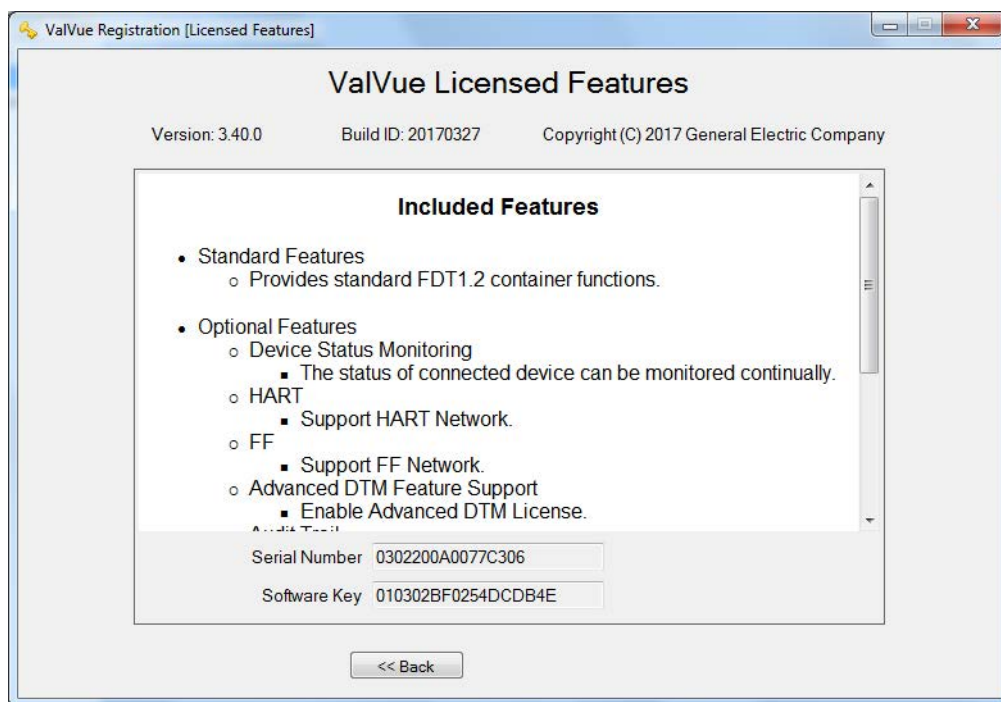 ValVue Registration [Licensed Features]
ValVue Licensed Features
Version: 3.40.0 Build ID: 20170327 Copyright (C) 2017 General Electric Company
Included Features
• Standard Features
o Provides standard FDT1.2 container functions.
• Optional Features
o Device Status Monitoring
▪ The status of connected device can be monitored continually.
o HART
▪ Support HART Network.
o FF
▪ Support FF Network.
o Advanced DTM Feature Support
▪ Enable Advanced DTM License.
Audit Trail
Serial Number 0302200A0077C306
Software Key 010302BF0254DCDB4E
<< Back